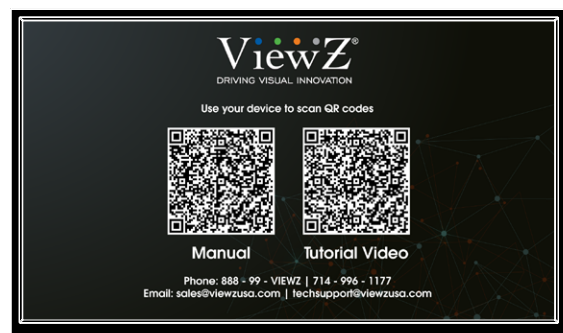 ViewZ®
DRIVING VISUAL INNOVATION
Use your device to scan QR codes
Manual Tutorial Video
Phone: 888 - 99 - VIEWZ | 714 - 996 - 1177
Email: sales@viewzusa.com | techsupport@viewzusa.com